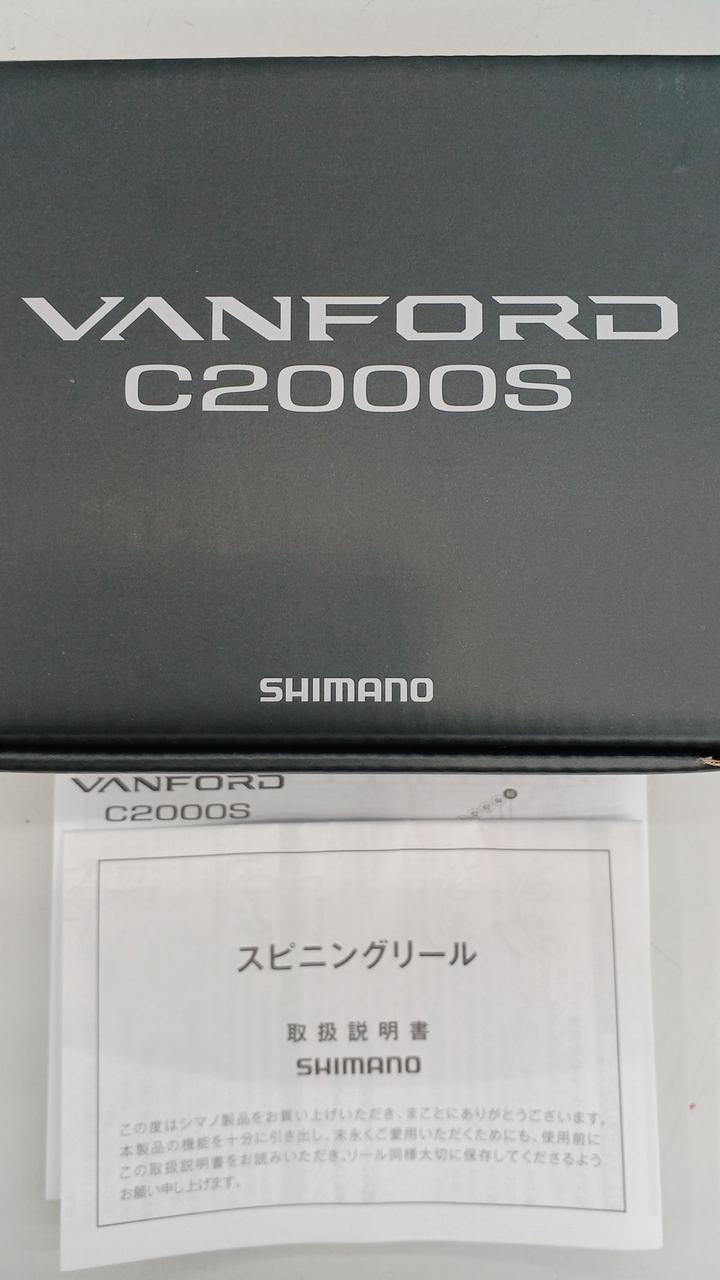 VANFORD
C2000S
SHIMANO
VANFORD
C2000S
スピニングリール
取扱説明書
SHIMANO
この度はシマノ製品をお買い上げいただき、まことにありがとうございます。
本製品の機能を十分に引き出し、末永くご愛用いただくためにも、使用前に
この取扱説明書をお読みいただき、リール同様大切に保存してくださるよう
お願い申し上げます。